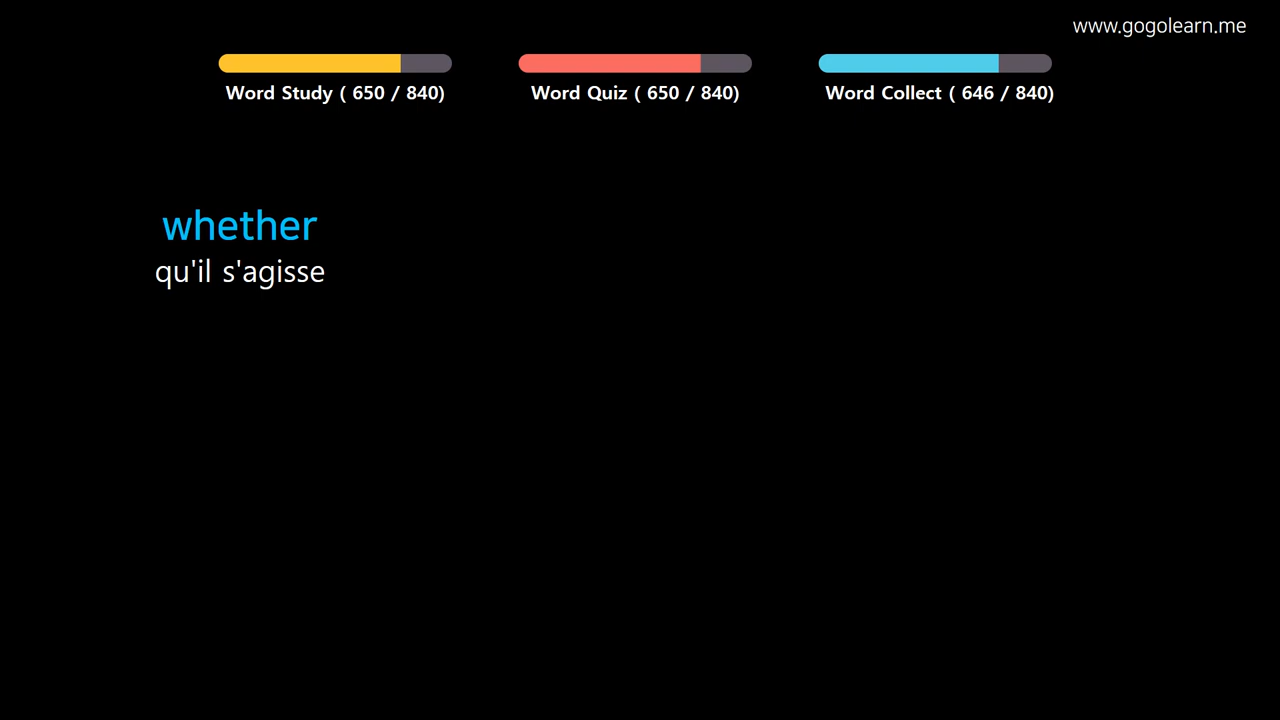 www.gogolearn.me
Word Study ( 650 / 840)
Word Quiz ( 650 / 840)
Word Collect ( 646 / 840)
whether
qu'il s'agisse